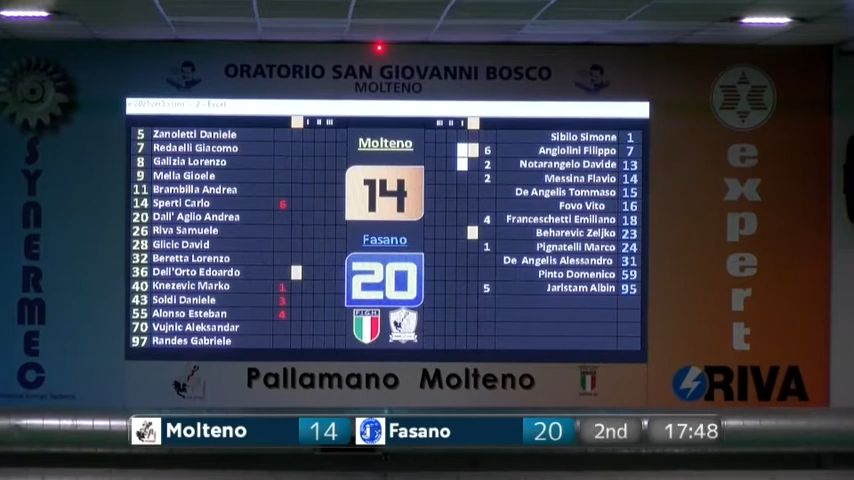 ORATORIO SAN GIOVANNI BOSCO
MOLTENO
SYNERMEC
expert
Molteno
14
Fasano
20
5 Zanoletti Daniele
7 Redaelli Giacomo
8 Galizia Lorenzo
9 Mella Gioele
11 Brambilla Andrea
14 Sperti Carlo 6
20 Dall' Aglio Andrea
26 Riva Samuele
28 Glicic David
32 Beretta Lorenzo
36 Dell'Orto Edoardo
40 Knezevic Marko 1
43 Soldi Daniele 3
55 Alonso Esteban 4
70 Vujnic Aleksandar
97 Randes Gabriele
Sibilo Simone 1
6 Angiolini Filippo 7
2 Notarangelo Davide 13
2 Messina Flavio 14
De Angelis Tommaso 15
Fovo Vito 16
4 Franceschetti Emiliano 18
Beharevic Zeljko 23
1 Pignatelli Marco 24
De Angelis Alessandro 31
Pinto Domenico 59
5 Jarlstam Albin 95
F.I.G.H.
Pallamano Molteno
RIVA
Molteno 14 Fasano 20 2nd 17:48